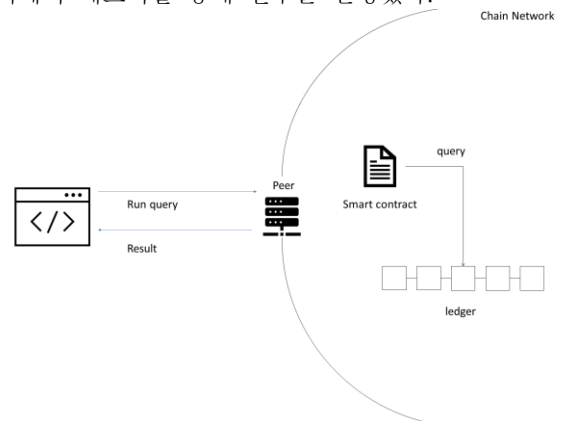 Chain Network
query
Peer
Run query
Smart contract
</>
Result
ledger